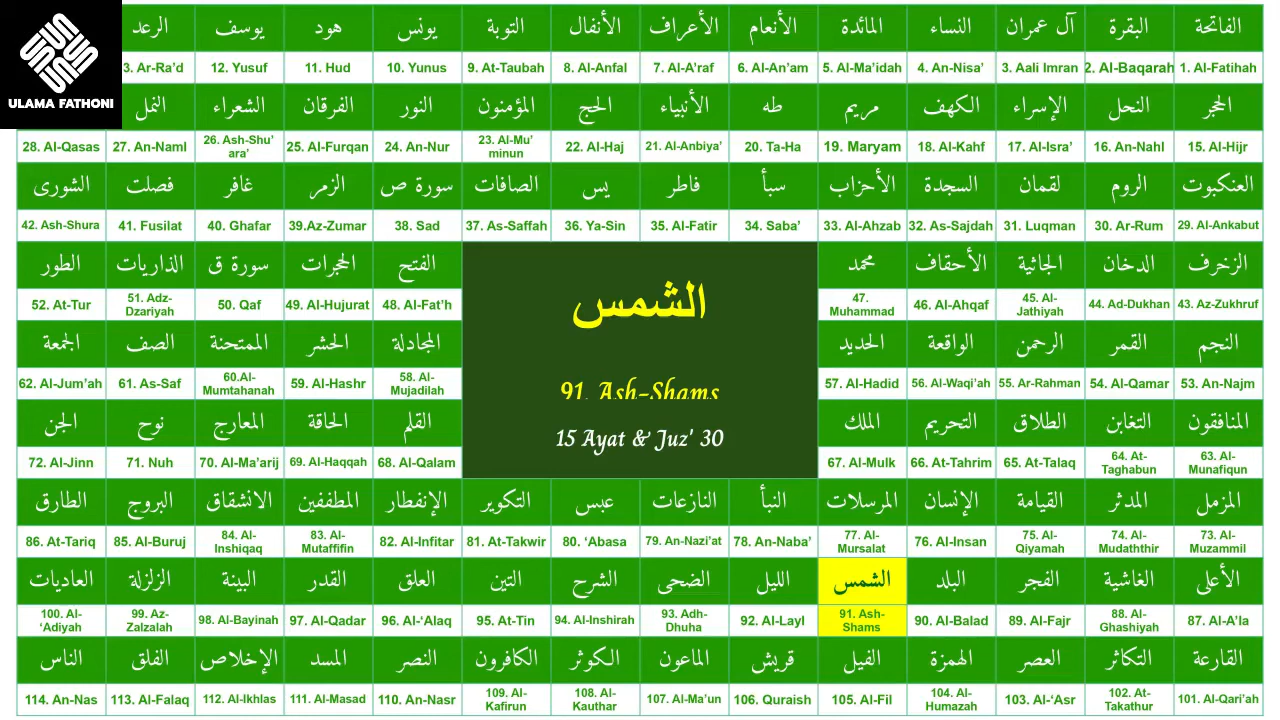 ULAMA FATHONI
الفاتحة البقرة آل عمران النساء المائدة الأنعام الأعراف الأنفال التوبة يونس هود يوسف الرعد
1. Al-Fatihah 2. Al-Baqarah 3. Aali Imran 4. An-Nisa’ 5. Al-Ma’idah 6. Al-An’am 7. Al-A’raf 8. Al-Anfal 9. At-Taubah 10. Yunus 11. Hud 12. Yusuf 3. Ar-Ra’d
الحجر النحل الإسراء الكهف مريم طه الأنبياء الحج المؤمنون النور الفرقان الشعراء النمل
15. Al-Hijr 16. An-Nahl 17. Al-Isra’ 18. Al-Kahf 19. Maryam 20. Ta-Ha 21. Al-Anbiya’ 22. Al-Haj 23. Al-Mu’ minun 24. An-Nur 25. Al-Furqan 26. Ash-Shu’ ara’ 27. An-Naml 28. Al-Qasas
العنكبوت الروم لقمان السجدة الأحزاب سبأ فاطر يس الصافات سورة ص الزمر غافر فصلت الشورى
29. Al-Ankabut 30. Ar-Rum 31. Luqman 32. As-Sajdah 33. Al-Ahzab 34. Saba’ 35. Al-Fatir 36. Ya-Sin 37. As-Saffah 38. Sad 39.Az-Zumar 40. Ghafar 41. Fusilat 42. Ash-Shura
الزخرف الدخان الجاثية الأحقاف محمد الفتح الحجرات سورة ق الذاريات الطور
43. Az-Zukhruf 44. Ad-Dukhan 45. Al-Jathiyah 46. Al-Ahqaf 47. Muhammad 48. Al-Fat’h 49. Al-Hujurat 50. Qaf 51. Adz-Dzariyah 52. At-Tur
الشمس
91. Ash-Shams
15 Ayat & Juz' 30
النجم القمر الرحمن الواقعة الحديد المجادلة الحشر الممتحنة الصف الجمعة
53. An-Najm 54. Al-Qamar 55. Ar-Rahman 56. Al-Waqi’ah 57. Al-Hadid 58. Al-Mujadilah 59. Al-Hashr 60.Al-Mumtahanah 61. As-Saf 62. Al-Jum’ah
المنافقون التغابن الطلاق التحريم الملك القلم الحاقة المعارج نوح الجن
63. Al-Munafiqun 64. At-Taghabun 65. At-Talaq 66. At-Tahrim 67. Al-Mulk 68. Al-Qalam 69. Al-Haqqah 70. Al-Ma’arij 71. Nuh 72. Al-Jinn
المزمل المدثر القيامة الإنسان المرسلات النبأ النازعات عبس التكوير الإنفطار المطففين الانشقاق البروج الطارق
73. Al-Muzammil 74. Al-Mudaththir 75. Al-Qiyamah 76. Al-Insan 77. Al-Mursalat 78. An-Naba’ 79. An-Nazi’at 80. ‘Abasa 81. At-Takwir 82. Al-Infitar 83. Al-Mutaffifin 84. Al-Inshiqaq 85. Al-Buruj 86. At-Tariq
الأعلى الغاشية الفجر البلد الشمس الليل الضحى الشرح التين العلق القدر البينة الزلزلة العاديات
87. Al-A’la 88. Al-Ghashiyah 89. Al-Fajr 90. Al-Balad 91. Ash-Shams 92. Al-Layl 93. Adh-Dhuha 94. Al-Inshirah 95. At-Tin 96. Al-‘Alaq 97. Al-Qadar 98. Al-Bayinah 99. Az-Zalzalah 100. Al-‘Adiyah
القارعة التكاثر العصر الهمزة الفيل قريش الماعون الكوثر الكافرون النصر المسد الإخلاص الفلق الناس
101. Al-Qari’ah 102. At-Takathur 103. Al-‘Asr 104. Al-Humazah 105. Al-Fil 106. Quraish 107. Al-Ma’un 108. Al-Kauthar 109. Al-Kafirun 110. An-Nasr 111. Al-Masad 112. Al-Ikhlas 113. Al-Falaq 114. An-Nas